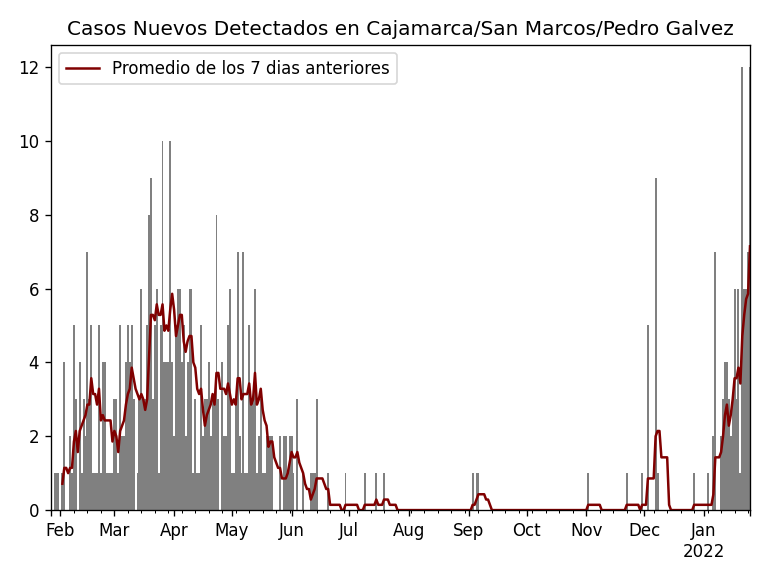 Casos Nuevos Detectados en Cajamarca/San Marcos/Pedro Galvez
Promedio de los 7 dias anteriores
12
10
8
6
4
2
0
Feb Mar Apr May Jun Jul Aug Sep Oct Nov Dec Jan
2022